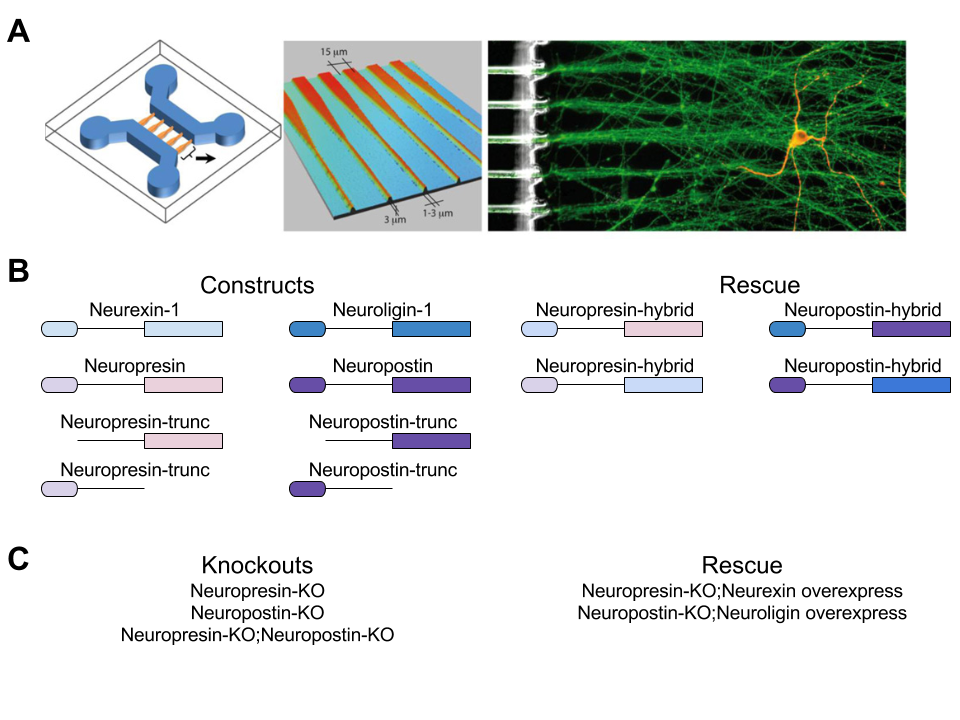 A
15 μm
3 μm
1-3 μm
B
Constructs
Rescue
Neurexin-1
Neuroligin-1
Neuropresin-hybrid
Neuropostin-hybrid
Neuropresin
Neuropostin
Neuropresin-hybrid
Neuropostin-hybrid
Neuropresin-trunc
Neuropostin-trunc
Neuropresin-trunc
Neuropostin-trunc
C
Knockouts
Rescue
Neuropresin-KO
Neuropresin-KO;Neurexin overexpress
Neuropostin-KO
Neuropostin-KO;Neuroligin overexpress
Neuropresin-KO;Neuropostin-KO